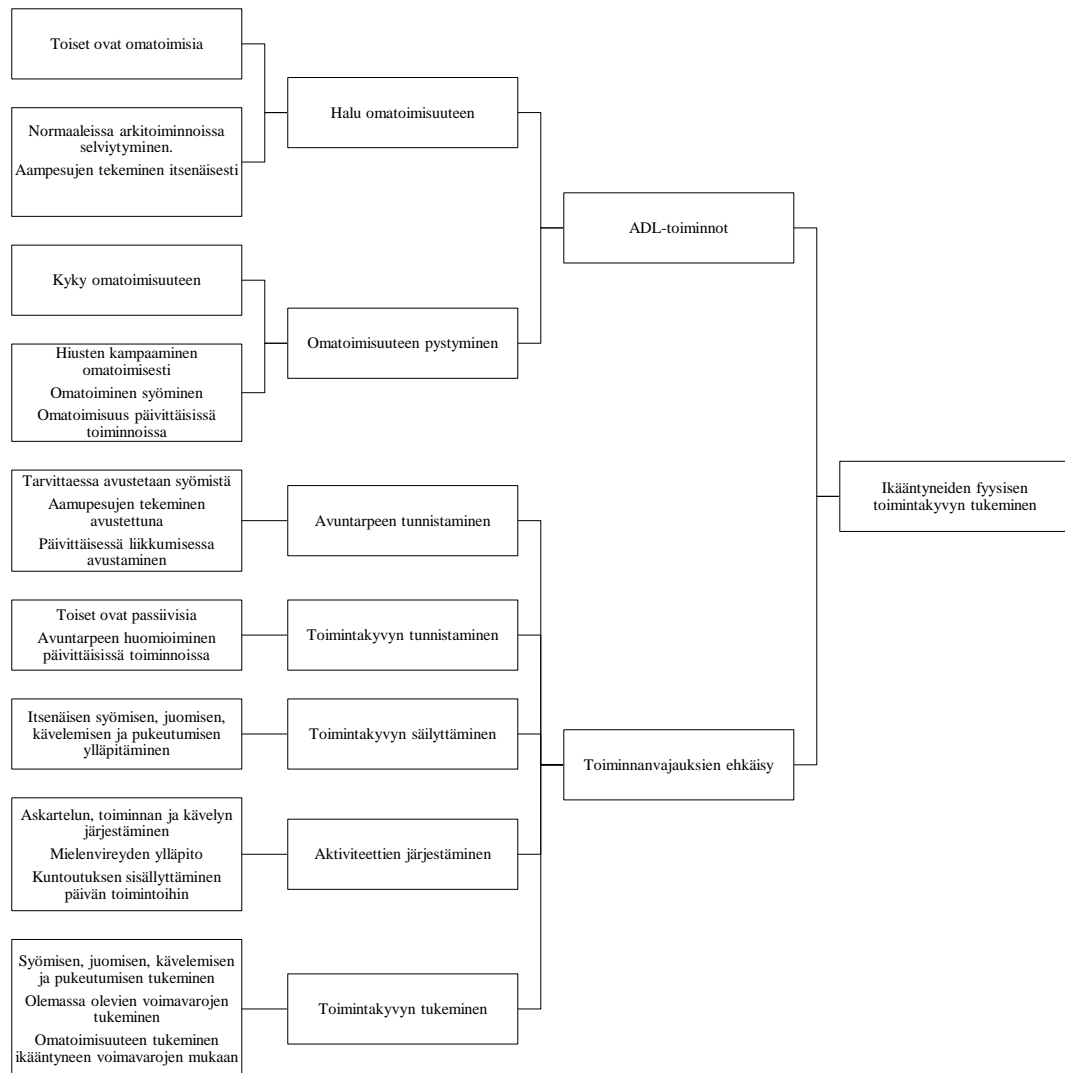 Toiset ovat omatoimisia
Normaaleissa arkitoiminnoissa
selviytyminen.
Aampesujen tekeminen itsenäisesti
Halu omatoimisuuteen
Kyky omatoimisuuteen
Hiusten kampaaminen
omatoimisesti
Omatoiminen syöminen
Omatoimisuus päivittäisissä
toiminnoissa
Omatoimisuuteen pystyminen
ADL-toiminnot
Tarvittaessa avustetaan syömistä
Aamupesujen tekeminen
avustettuna
Päivittäisessä liikkumisessa
avustaminen
Avuntarpeen tunnistaminen
Toiset ovat passiivisia
Avuntarpeen huomioiminen
päivittäisissä toiminnoissa
Toimintakyvyn tunnistaminen
Itsenäisen syömisen, juomisen,
kävelemisen ja pukeutumisen
ylläpitäminen
Toimintakyvyn säilyttäminen
Askartelun, toiminnan ja kävelyn
järjestäminen
Mielenvireyden ylläpito
Kuntoutuksen sisällyttäminen
päivän toimintoihin
Aktiviteettien järjestäminen
Syömisen, juomisen, kävelemisen
ja pukeutumisen tukeminen
Olemassa olevien voimavarojen
tukeminen
Omatoimisuuteen tukeminen
ikääntyneen voimavarojen mukaan
Toimintakyvyn tukeminen
Toiminnanvajauksien ehkäisy
Ikääntyneiden fyysisen
toimintakyvyn tukeminen